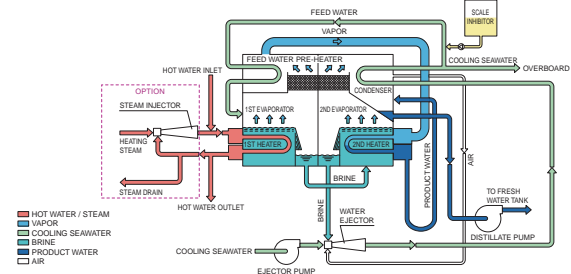 FEED WATER
SCALE
INHIBITOR
VAPOR
COOLING SEAWATER
OVERBOARD
FEED WATER PRE-HEATER
HOT WATER INLET
CONDENSER
OPTION
STEAM INJECTOR
1ST EVAPORATOR
2ND EVAPORATOR
HEATING
STEAM
1ST HEATER
2ND HEATER
PRODUCT WATER
AIR
BRINE
STEAM DRAIN
HOT WATER OUTLET
BRINE
WATER
EJECTOR
TO FRESH
WATER TANK
DISTILLATE PUMP
COOLING SEAWATER
EJECTOR PUMP
HOT WATER / STEAM
VAPOR
COOLING SEAWATER
BRINE
PRODUCT WATER
AIR